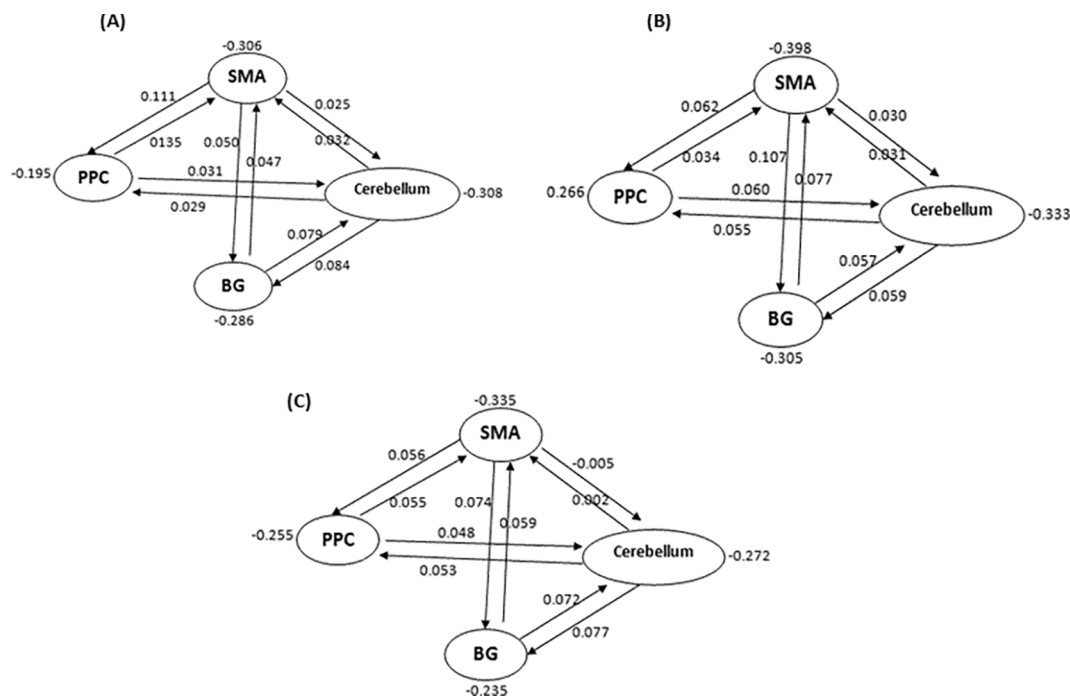 (A)
-0.306
SMA
0.111
0.025
0135
0.050
0.032
0.047
-0.195
PPC
0.031
Cerebellum
-0.308
0.029
0.079
0.084
BG
-0.286
(B)
-0.398
SMA
0.062
0.030
0.034
0.107
0.031
0.077
0.266
PPC
0.060
Cerebellum
-0.333
0.055
0.057
0.059
BG
-0.305
(C)
-0.335
SMA
0.056
-0.005
0.055
0.074
0.002
0.059
-0.255
PPC
0.048
Cerebellum
-0.272
0.053
0.072
0.077
BG
-0.235